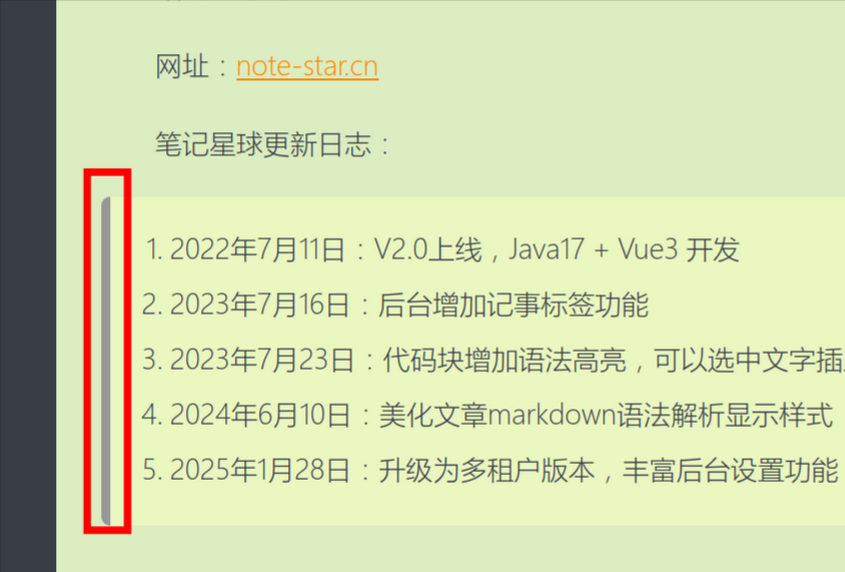 网址：note-star.cn
笔记星球更新日志：
1. 2022年7月11日：V2.0上线，Java17 + Vue3 开发
2. 2023年7月16日：后台增加记事标签功能
3. 2023年7月23日：代码块增加语法高亮，可以选中文字插
4. 2024年6月10日：美化文章markdown语法解析显示样式
5. 2025年1月28日：升级为多租户版本，丰富后台设置功能